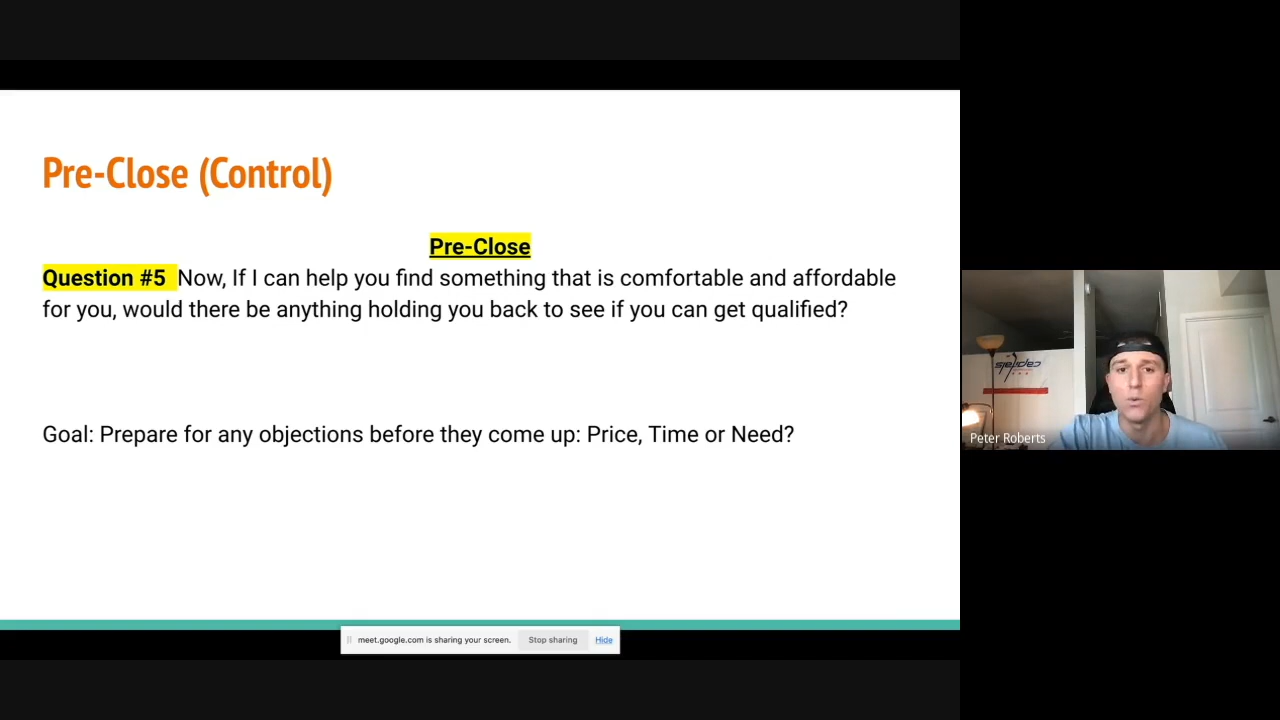 Pre-Close (Control)
Pre-Close
Question #5 Now, If I can help you find something that is comfortable and affordable
for you, would there be anything holding you back to see if you can get qualified?
Goal: Prepare for any objections before they come up: Price, Time or Need?
meet.google.com is sharing your screen. Stop sharing Hide
capitals
Peter Roberts